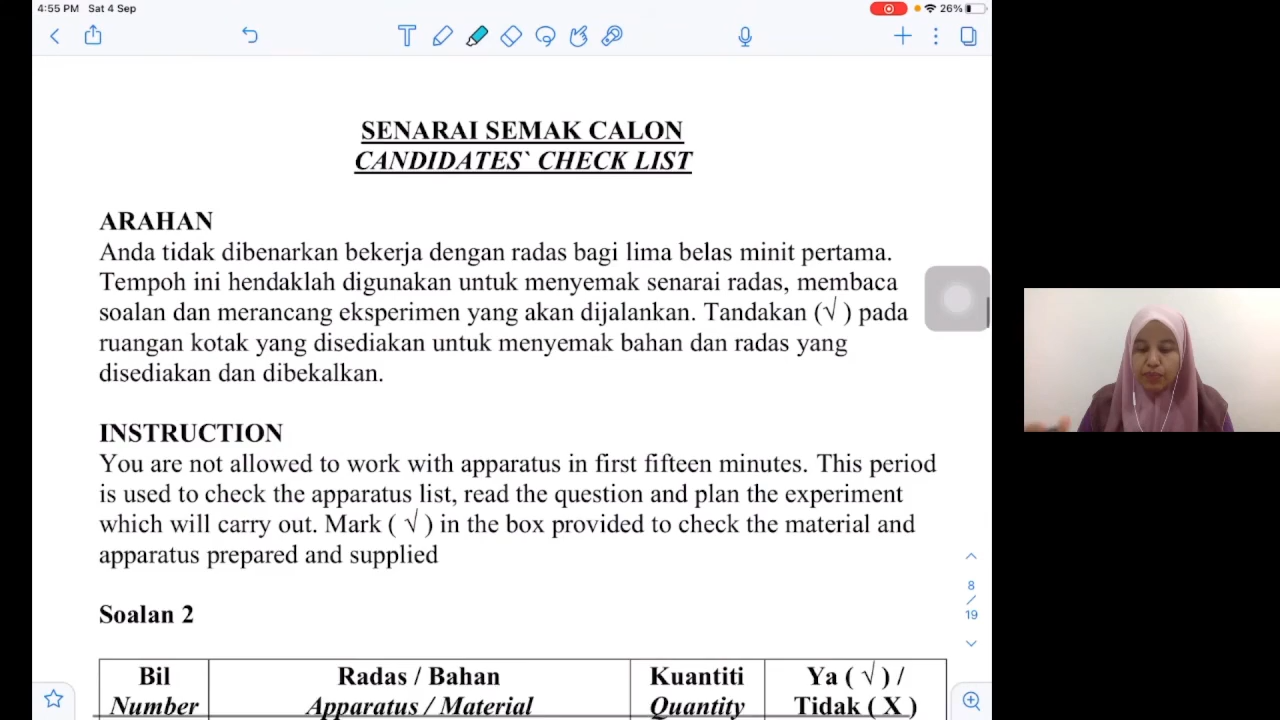 4:55 PM Sat 4 Sep
26%
SENARAI SEMAK CALON
CANDIDATES` CHECK LIST
ARAHAN
Anda tidak dibenarkan bekerja dengan radas bagi lima belas minit pertama.
Tempoh ini hendaklah digunakan untuk menyemak senarai radas, membaca
soalan dan merancang eksperimen yang akan dijalankan. Tandakan (√ ) pada
ruangan kotak yang disediakan untuk menyemak bahan dan radas yang
disediakan dan dibekalkan.
INSTRUCTION
You are not allowed to work with apparatus in first fifteen minutes. This period
is used to check the apparatus list, read the question and plan the experiment
which will carry out. Mark ( √ ) in the box provided to check the material and
apparatus prepared and supplied
8
/
19
Soalan 2
Bil
Number
Radas / Bahan
Apparatus / Material
Kuantiti
Quantity
Ya ( √ ) /
Tidak ( X )